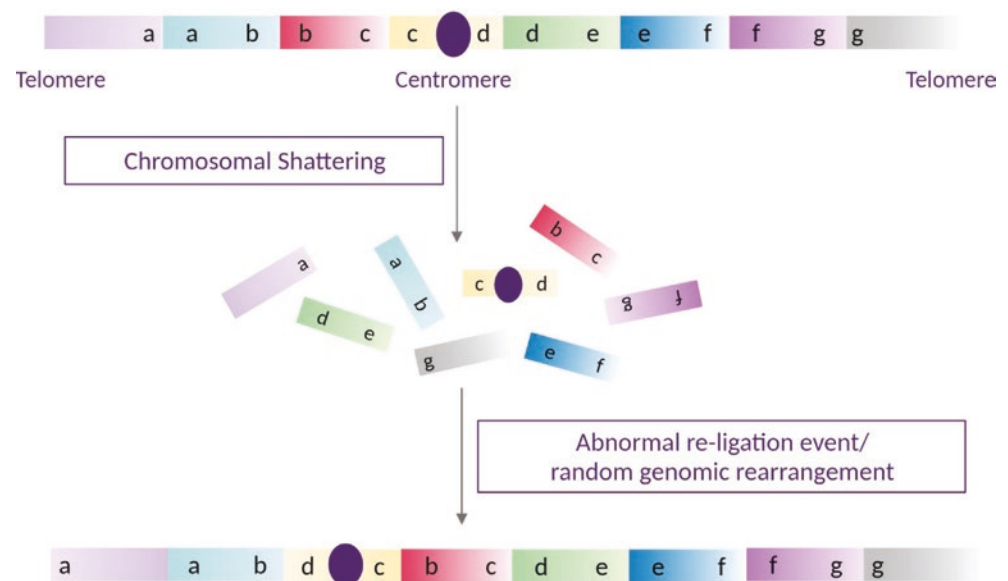 a a b b c c d d e e f f g g
Telomere Centromere Telomere
Chromosomal Shattering
b c
a
a b
c d
g f
d e
g
e f
Abnormal re-ligation event/
random genomic rearrangement
a a b d c b c d e e f f g g